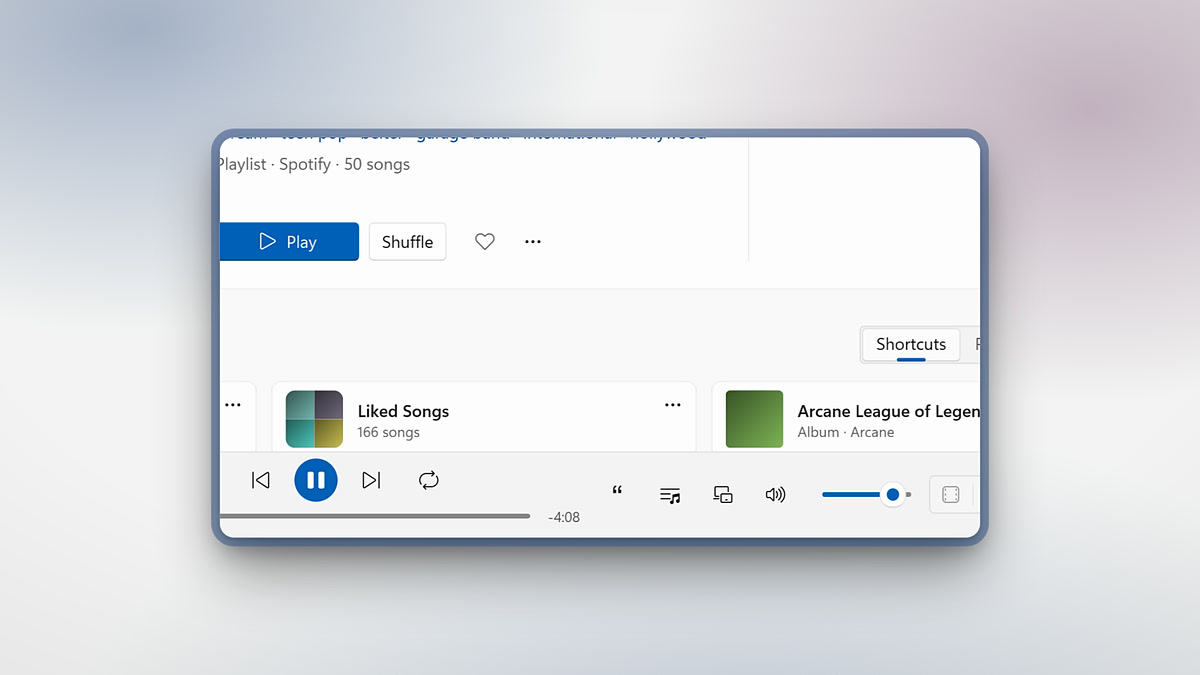 Playlist · Spotify · 50 songs
Play
Shuffle
Shortcuts
Liked Songs
166 songs
Arcane League of Legen
Album · Arcane
“
-4:08